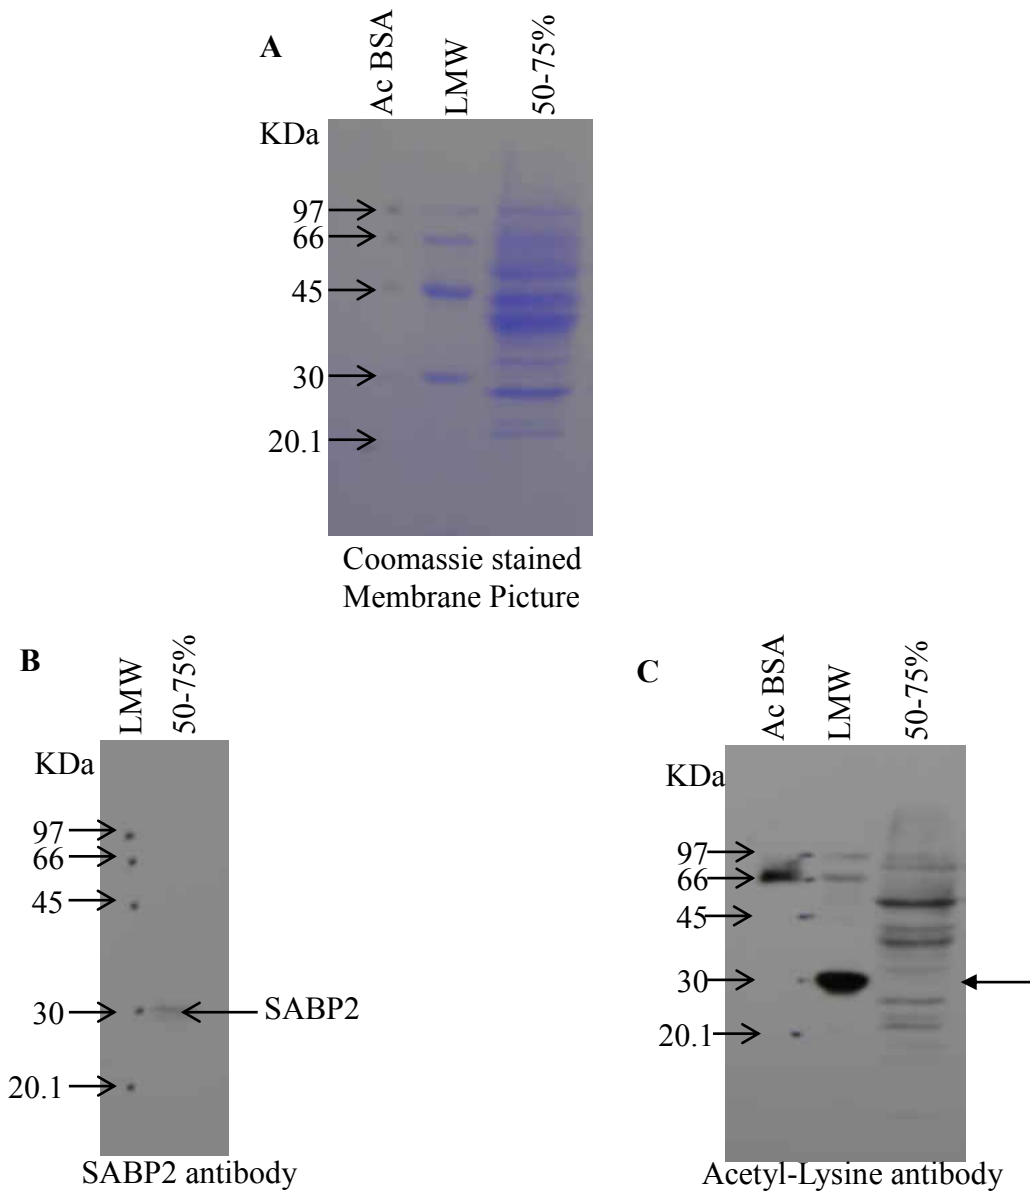 A
Ac BSA
LMW
50-75%
KDa
97
66
45
30
20.1
Coomassie stained
Membrane Picture
B
LMW
50-75%
KDa
97
66
45
30
20.1
SABP2
SABP2 antibody
C
Ac BSA
LMW
50-75%
KDa
97
66
45
30
20.1
Acetyl-Lysine antibody